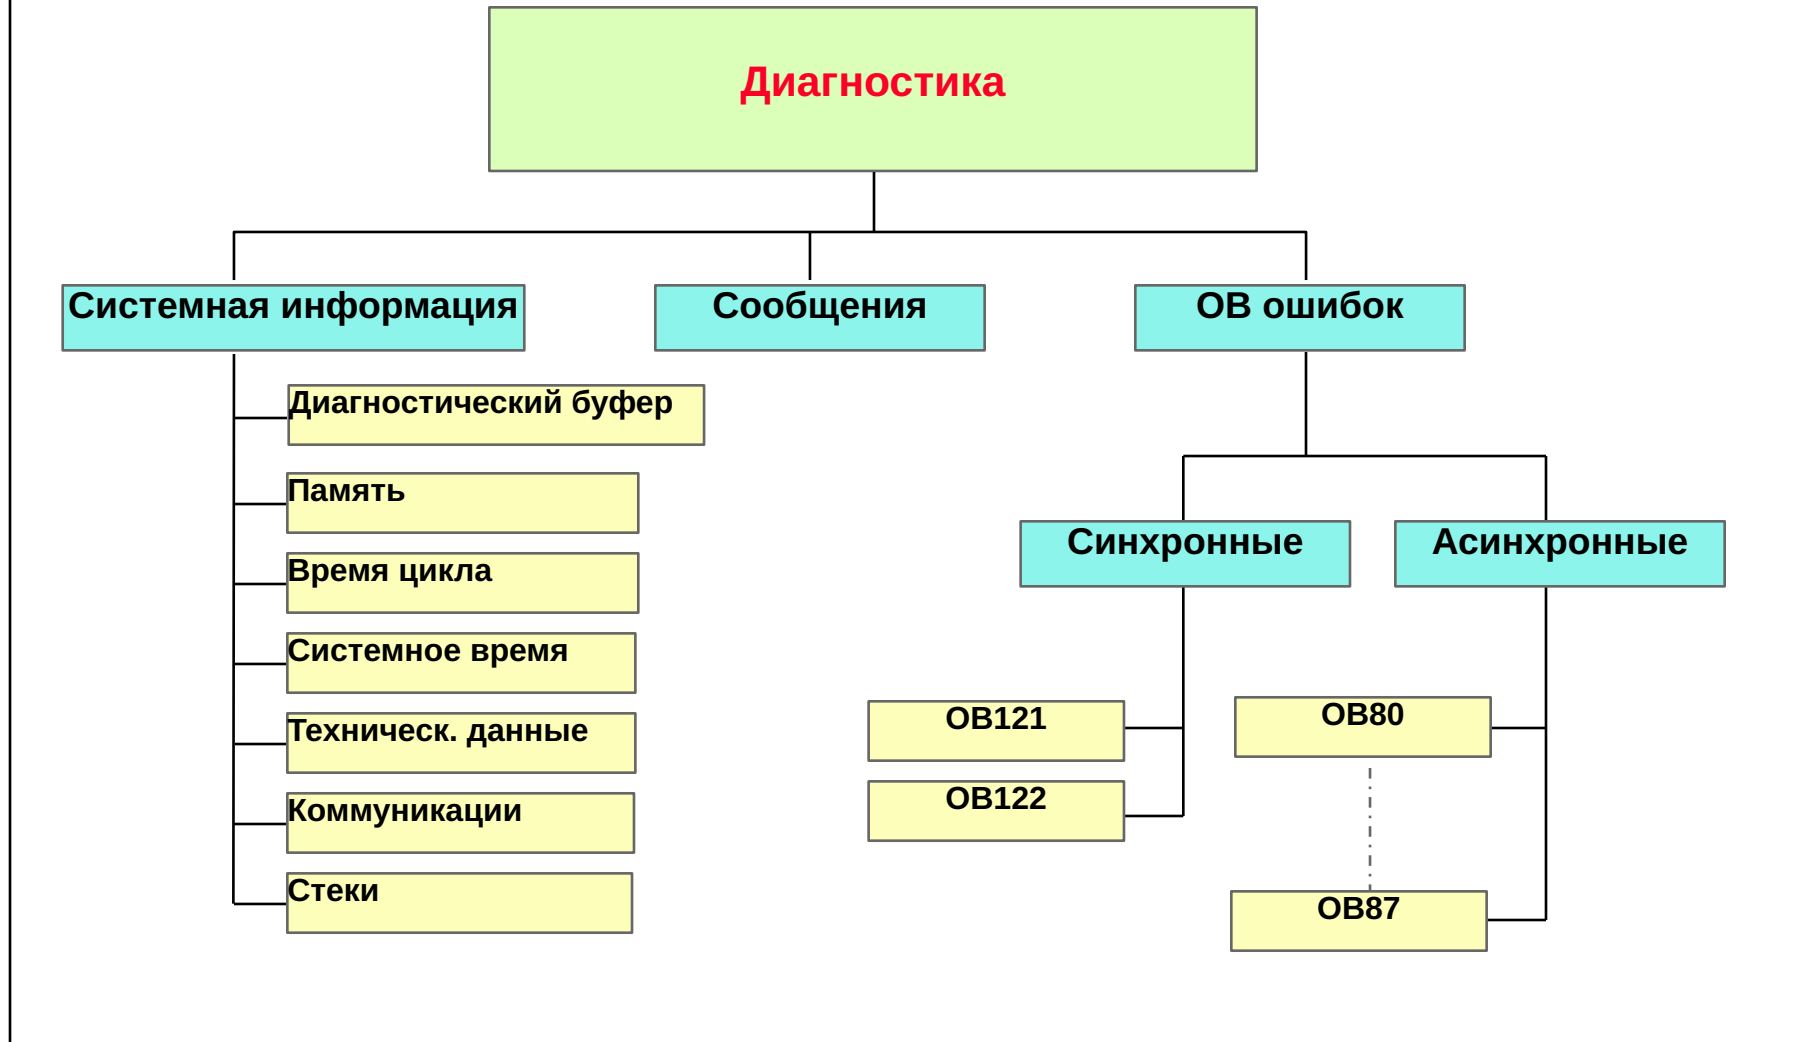 Диагностика
Системная информация
Сообщения
ОВ ошибок
Диагностический буфер
Память
Время цикла
Системное время
Техническ. данные
Коммуникации
Стеки
Синхронные
Асинхронные
OB121
OB122
OB80
OB87